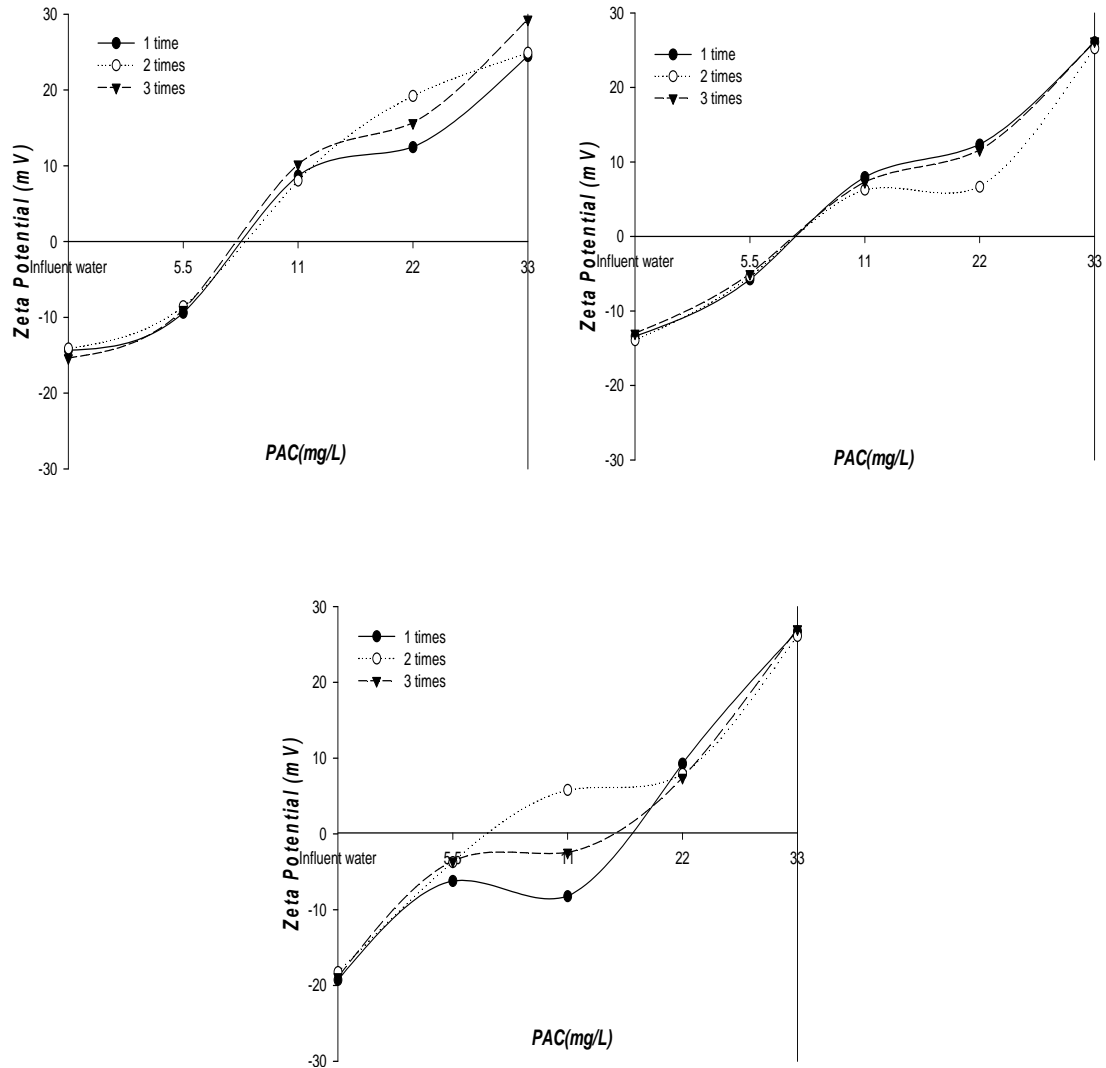 30
20
10
0
-10
-20
-30
Zeta Potential (mV)
1 time
2 times
3 times
Influent water 5.5 11 22 33
PAC(mg/L)
30
20
10
0
-10
-20
-30
Zeta Potential (mV)
1 time
2 times
3 times
Influent water 5.5 11 22 33
PAC(mg/L)
30
20
10
0
-10
-20
-30
Zeta Potential (mV)
1 times
2 times
3 times
Influent water 5.5 11 22 33
PAC(mg/L)